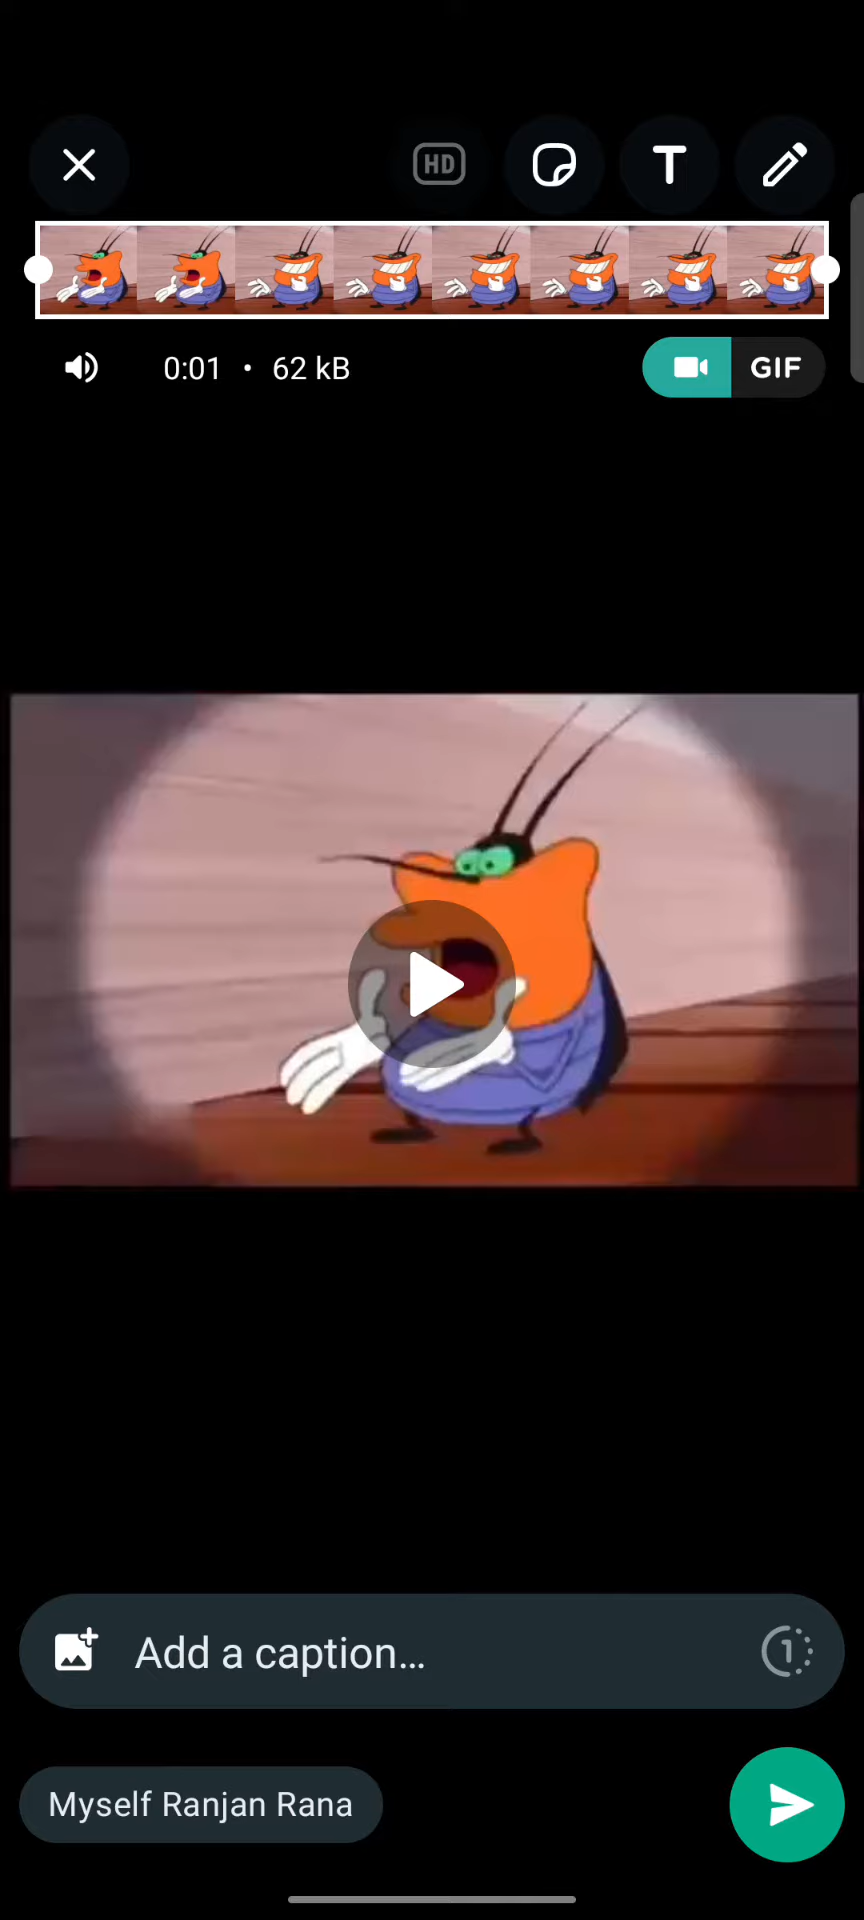 HD
T
0:01 • 62 kB
GIF
Add a caption...
1
Myself Ranjan Rana